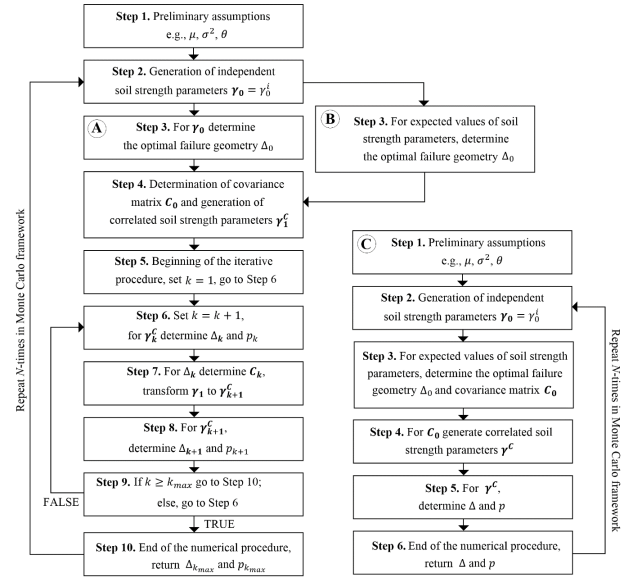 Step 1. Preliminary assumptions
e.g., μ, σ², θ
Step 2. Generation of independent
soil strength parameters γ₀ = γ₀ⁱ
A
Step 3. For γ₀ determine
the optimal failure geometry Δ₀
B
Step 3. For expected values of soil
strength parameters, determine
the optimal failure geometry Δ₀
Step 4. Determination of covariance
matrix C₀ and generation of
correlated soil strength parameters γ₁ᶜ
Step 5. Beginning of the iterative
procedure, set k = 1, go to Step 6
Step 6. Set k = k + 1,
for γₖᶜ determine Δₖ and pₖ
Step 7. For Δₖ determine Cₖ,
transform γ₁ to γₖ₊₁ᶜ
Step 8. For γₖ₊₁ᶜ,
determine Δₖ₊₁ and pₖ₊₁
Step 9. If k ≥ kₘₐₓ go to Step 10;
else, go to Step 6
FALSE
TRUE
Step 10. End of the numerical procedure,
return Δₖₘₐₓ and pₖₘₐₓ
Repeat N-times in Monte Carlo framework
C
Step 1. Preliminary assumptions
e.g., μ, σ², θ
Step 2. Generation of independent
soil strength parameters γ₀ = γ₀ⁱ
Step 3. For expected values of soil strength
parameters, determine the optimal failure
geometry Δ₀ and covariance matrix C₀
Step 4. For C₀ generate correlated soil
strength parameters γᶜ
Step 5. For γᶜ,
determine Δ and p
Step 6. End of the numerical procedure,
return Δ and p
Repeat N-times in Monte Carlo framework